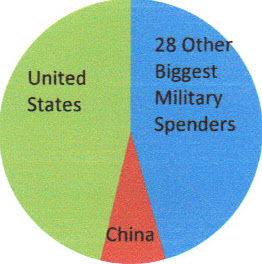 United
States
28 Other
Biggest
Military
Spenders
China